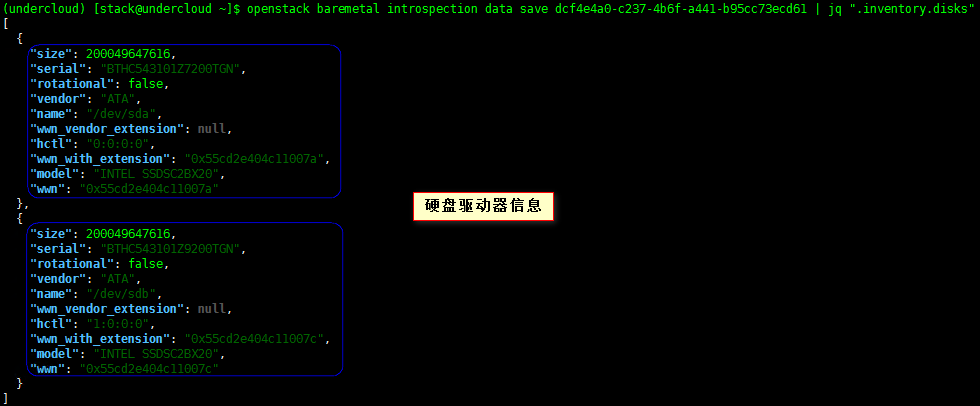 (undercloud) [stack@undercloud ~]$ openstack baremetal introspection data save dcf4e4a0-c237-4b6f-a441-b95cc73ecd61 | jq ".inventory.disks"
[
  {
    "size": 200049647616,
    "serial": "BTHC543101Z7200TGN",
    "rotational": false,
    "vendor": "ATA",
    "name": "/dev/sda",
    "wwn_vendor_extension": null,
    "hctl": "0:0:0:0",
    "wwn_with_extension": "0x55cd2e404c11007a",
    "model": "INTEL SSDSC2BX20",
    "wwn": "0x55cd2e404c11007a"
  },
硬盘驱动器信息
  {
    "size": 200049647616,
    "serial": "BTHC543101Z9200TGN",
    "rotational": false,
    "vendor": "ATA",
    "name": "/dev/sdb",
    "wwn_vendor_extension": null,
    "hctl": "1:0:0:0",
    "wwn_with_extension": "0x55cd2e404c11007c",
    "model": "INTEL SSDSC2BX20",
    "wwn": "0x55cd2e404c11007c"
  }
]